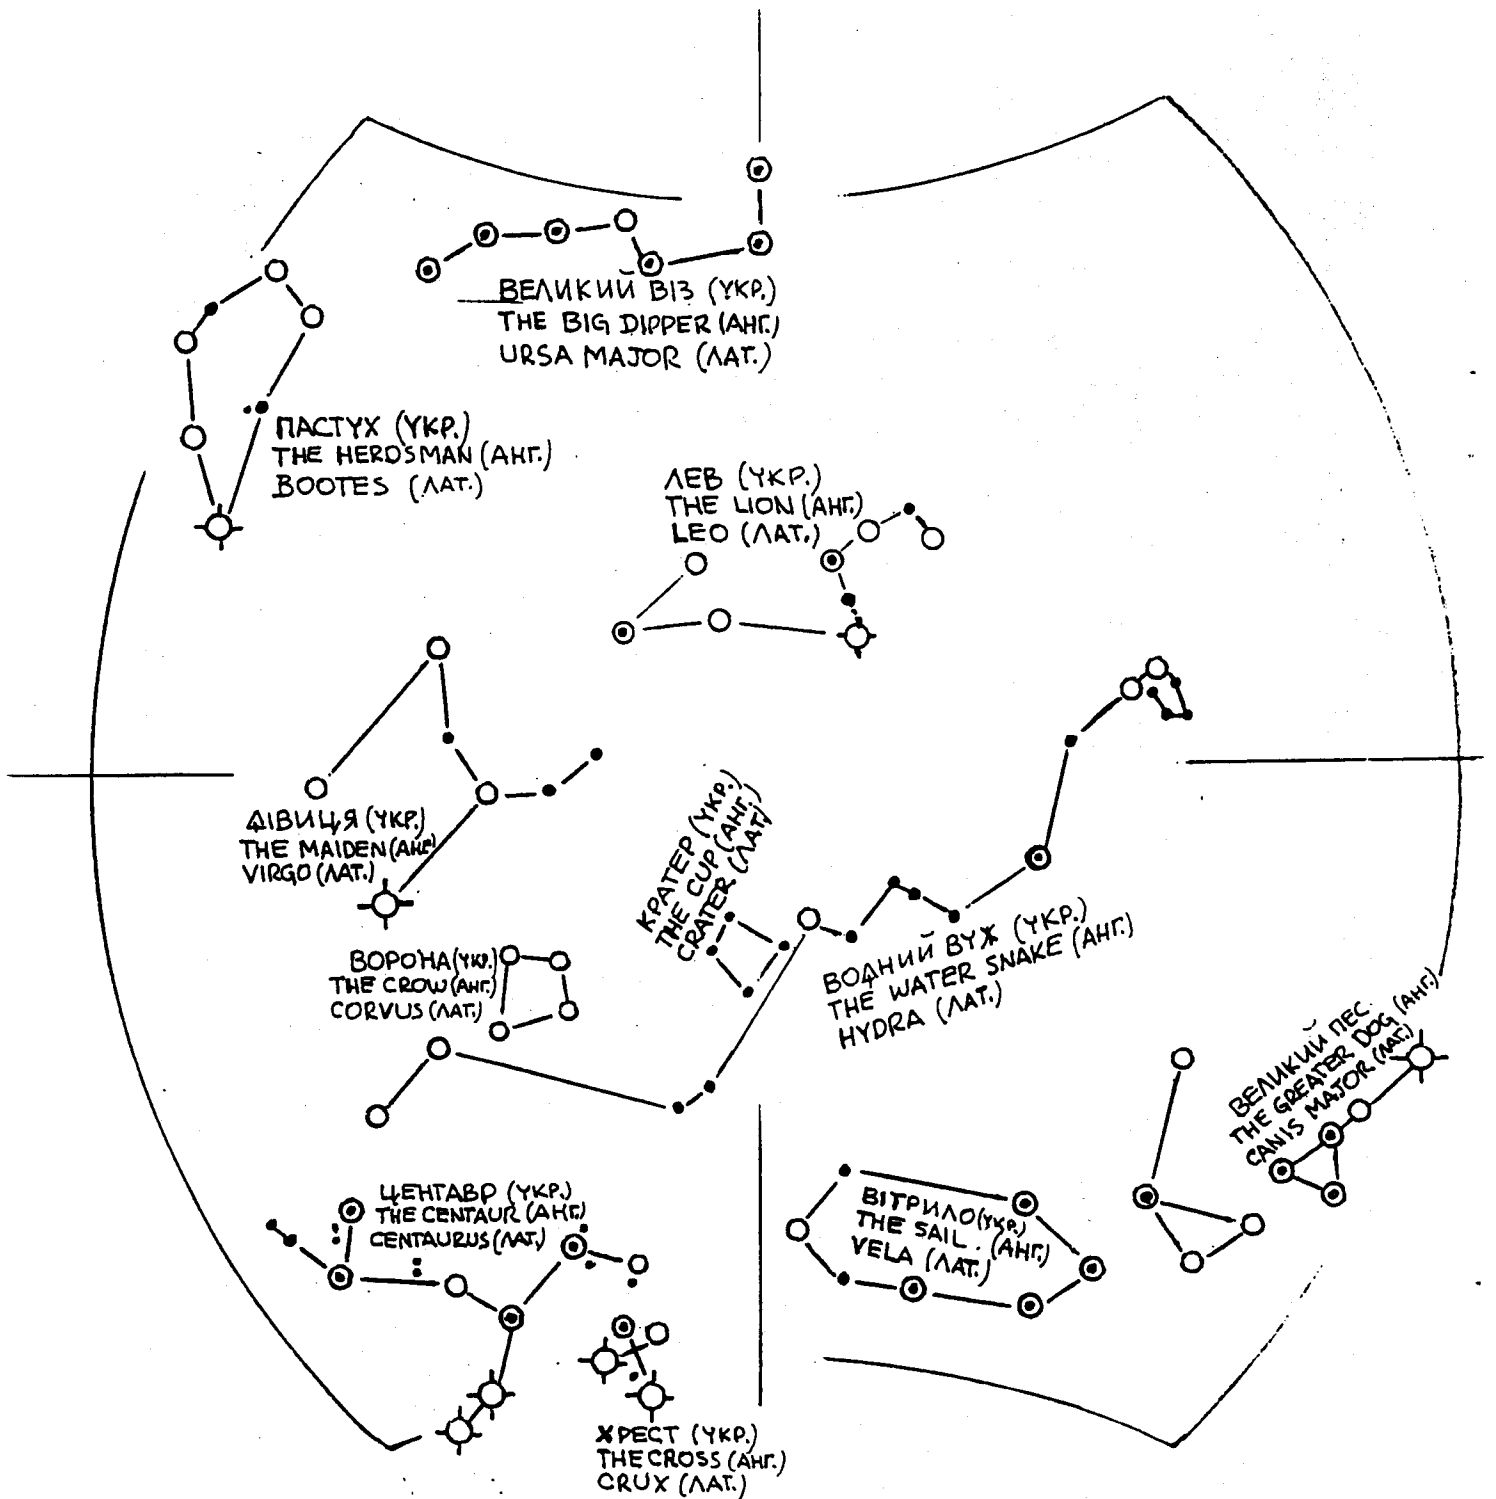 ВЕЛИКИЙ ВІЗ (УКР.)
THE BIG DIPPER (АНГ.)
URSA MAJOR (ЛАТ.)
ПАСТУХ (УКР.)
THE HERDSMAN (АНГ.)
BOOTES (ЛАТ.)
ЛЕВ (УКР.)
THE LION (АНГ.)
LEO (ЛАТ.)
ДІВИЦЯ (УКР.)
THE MAIDEN (АНГ.)
VIRGO (ЛАТ.)
КРАТЕР (УКР.)
THE CUP (АНГ.)
CRATER (ЛАТ.)
ВОРОНА (УКР.)
THE CROW (АНГ.)
CORVUS (ЛАТ.)
ВОДНИЙ ВУЖ (УКР.)
THE WATER SNAKE (АНГ.)
HYDRA (ЛАТ.)
ВЕЛИКИЙ ПЕС
THE GREATER DOG (АНГ.)
CANIS MAJOR (ЛАТ.)
ЦЕНТАВР (УКР.)
THE CENTAUR (АНГ.)
CENTAURUS (ЛАТ.)
ВІТРИЛО (УКР.)
THE SAIL. (АНГ.)
VELA (ЛАТ.)
ХРЕСТ (УКР.)
THE CROSS (АНГ.)
CRUX (ЛАТ.)